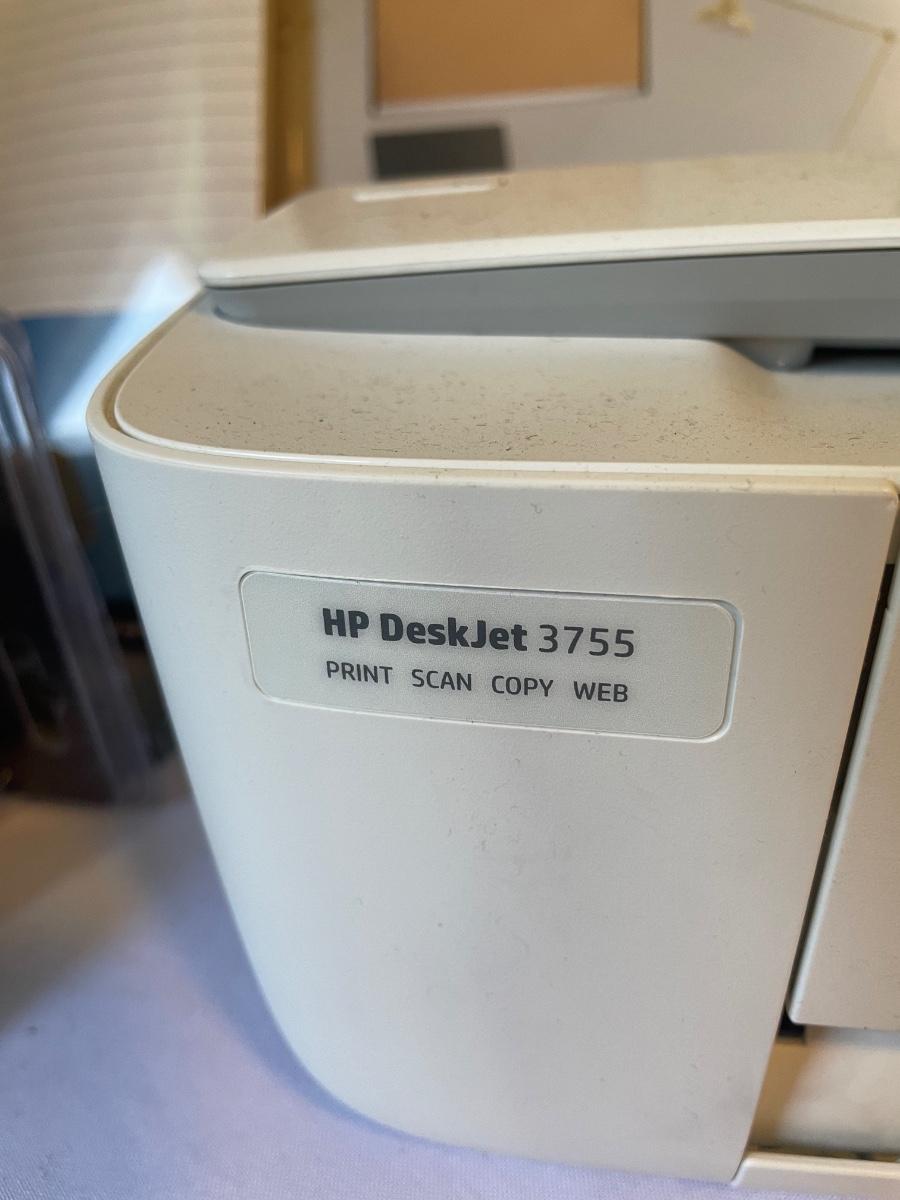 HP DeskJet 3755
PRINT SCAN COPY WEB